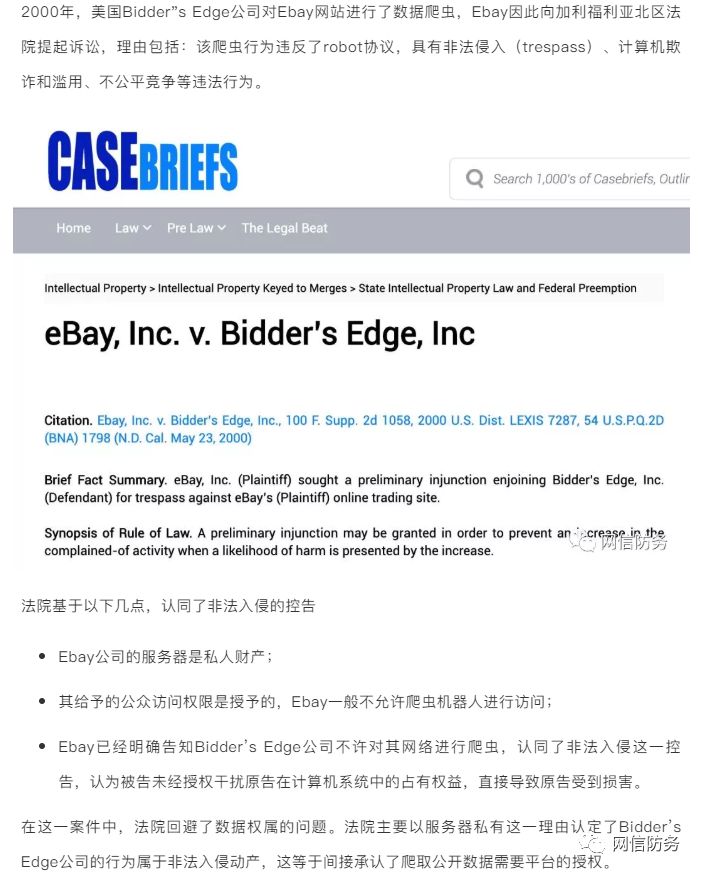 2000年，美国Bidder”s Edge公司对Ebay网站进行了数据爬虫，Ebay因此向加利福利亚北区法
院提起诉讼，理由包括：该爬虫行为违反了robot协议，具有非法侵入（trespass）、计算机欺
诈和滥用、不公平竞争等违法行为。
CASEBRIEFS
Search 1,000's of Casebriefs, Outlin
Home Law Pre Law The Legal Beat
Intellectual Property > Intellectual Property Keyed to Merges > State Intellectual Property Law and Federal Preemption
eBay, Inc. v. Bidder's Edge, Inc
Citation. Ebay, Inc. v. Bidder's Edge, Inc., 100 F. Supp. 2d 1058, 2000 U.S. Dist. LEXIS 7287, 54 U.S.P.Q.2D
(BNA) 1798 (N.D. Cal. May 23, 2000)
Brief Fact Summary. eBay, Inc. (Plaintiff) sought a preliminary injunction enjoining Bidder's Edge, Inc.
(Defendant) for trespass against eBay's (Plaintiff) online trading site.
Synopsis of Rule of Law. A preliminary injunction may be granted in order to prevent an increase in the
complained-of activity when a likelihood of harm is presented by the increase.
网信防务
法院基于以下几点，认同了非法入侵的控告
• Ebay公司的服务器是私人财产；
• 其给予的公众访问权限是授予的，Ebay一般不允许爬虫机器人进行访问；
• Ebay已经明确告知Bidder’s Edge公司不许对其网络进行爬虫，认同了非法入侵这一控
告，认为被告未经授权干扰原告在计算机系统中的占有权益，直接导致原告受到损害。
在这一案件中，法院回避了数据权属的问题。法院主要以服务器私有这一理由认定了Bidder’s
Edge公司的行为属于非法入侵动产，这等于间接承认了爬取公开数据需要平台的授权。
网信防务